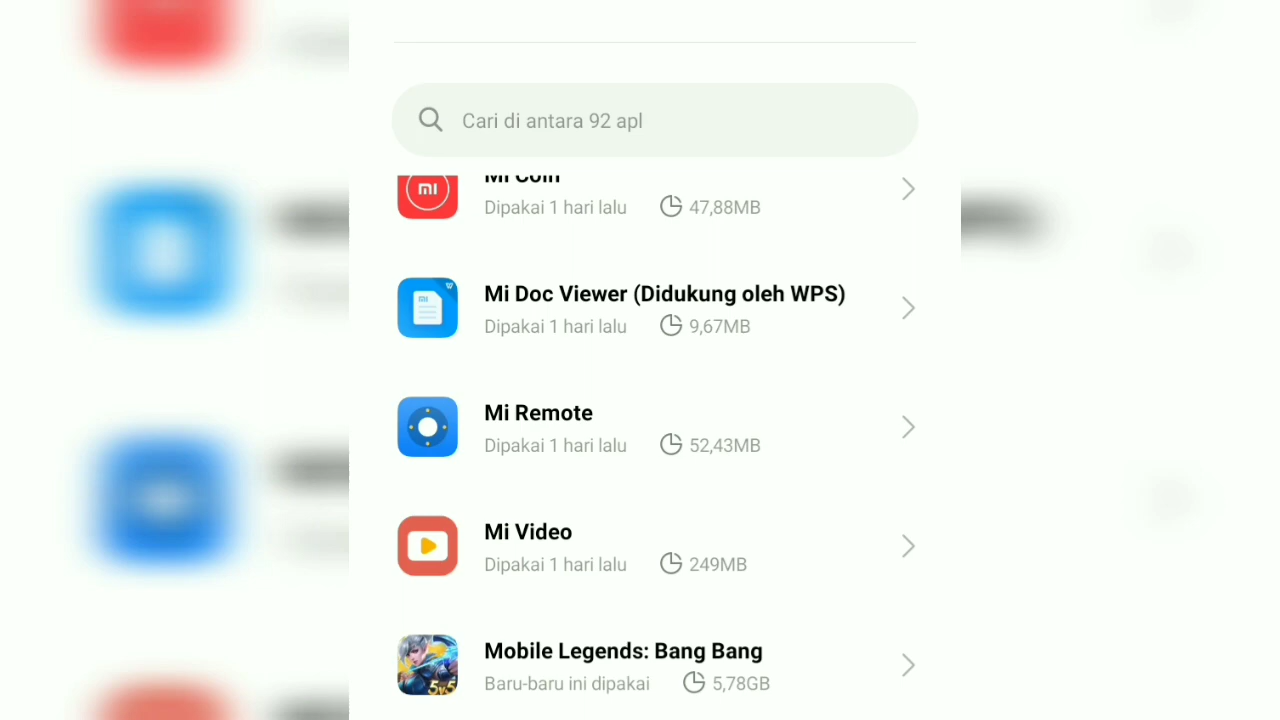 Cari di antara 92 apl
Mi Coin
Dipakai 1 hari lalu 47,88MB
Mi Doc Viewer (Didukung oleh WPS)
Dipakai 1 hari lalu 9,67MB
Mi Remote
Dipakai 1 hari lalu 52,43MB
Mi Video
Dipakai 1 hari lalu 249MB
Mobile Legends: Bang Bang
Baru-baru ini dipakai 5,78GB
5v5